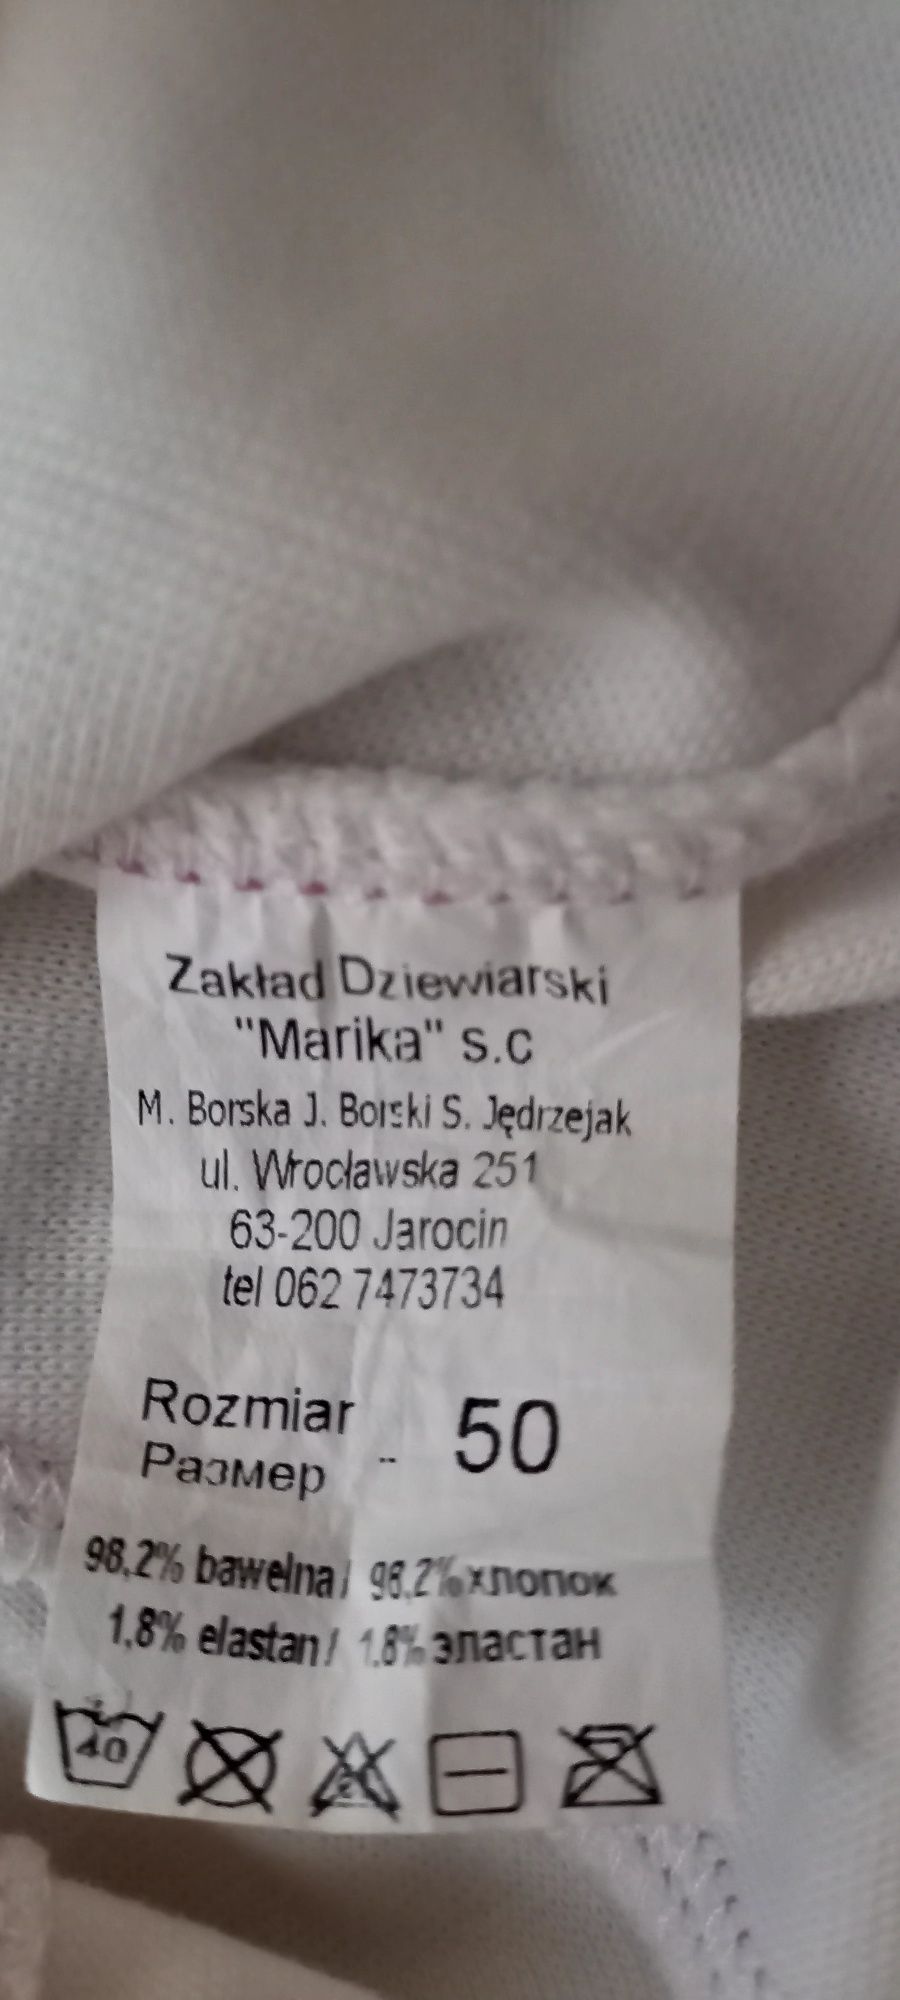 Zakład Dziewiarski
"Marika" s.c
M. Borska J. Borski S. Jędrzejak
ul. Wrocławska 251
63-200 Jarocin
tel 062 7473734
Rozmiar
Размер - 50
98,2% bawelna / 98,2% хлопок
1,8% elastan / 1.8% эластан
40